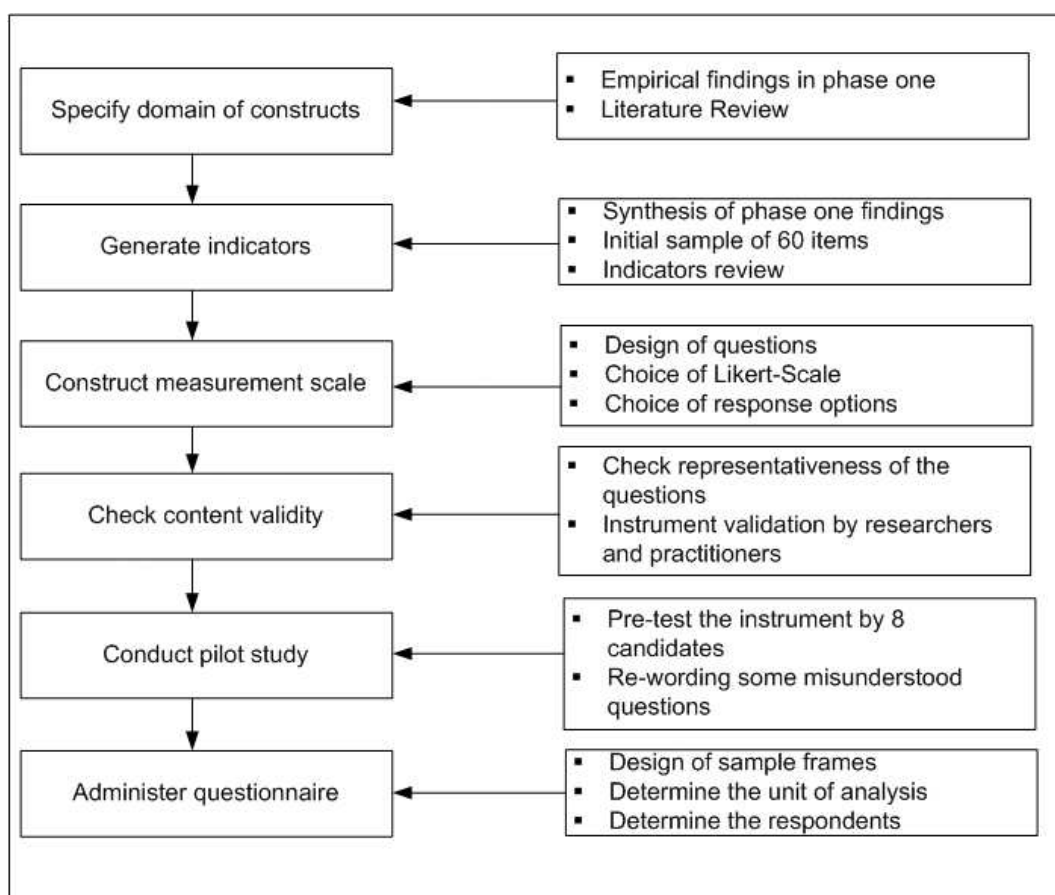 Specify domain of constructs
▪ Empirical findings in phase one
▪ Literature Review
Generate indicators
▪ Synthesis of phase one findings
▪ Initial sample of 60 items
▪ Indicators review
Construct measurement scale
▪ Design of questions
▪ Choice of Likert-Scale
▪ Choice of response options
Check content validity
▪ Check representativeness of the
questions
▪ Instrument validation by researchers
and practitioners
Conduct pilot study
▪ Pre-test the instrument by 8
candidates
▪ Re-wording some misunderstood
questions
Administer questionnaire
▪ Design of sample frames
▪ Determine the unit of analysis
▪ Determine the respondents